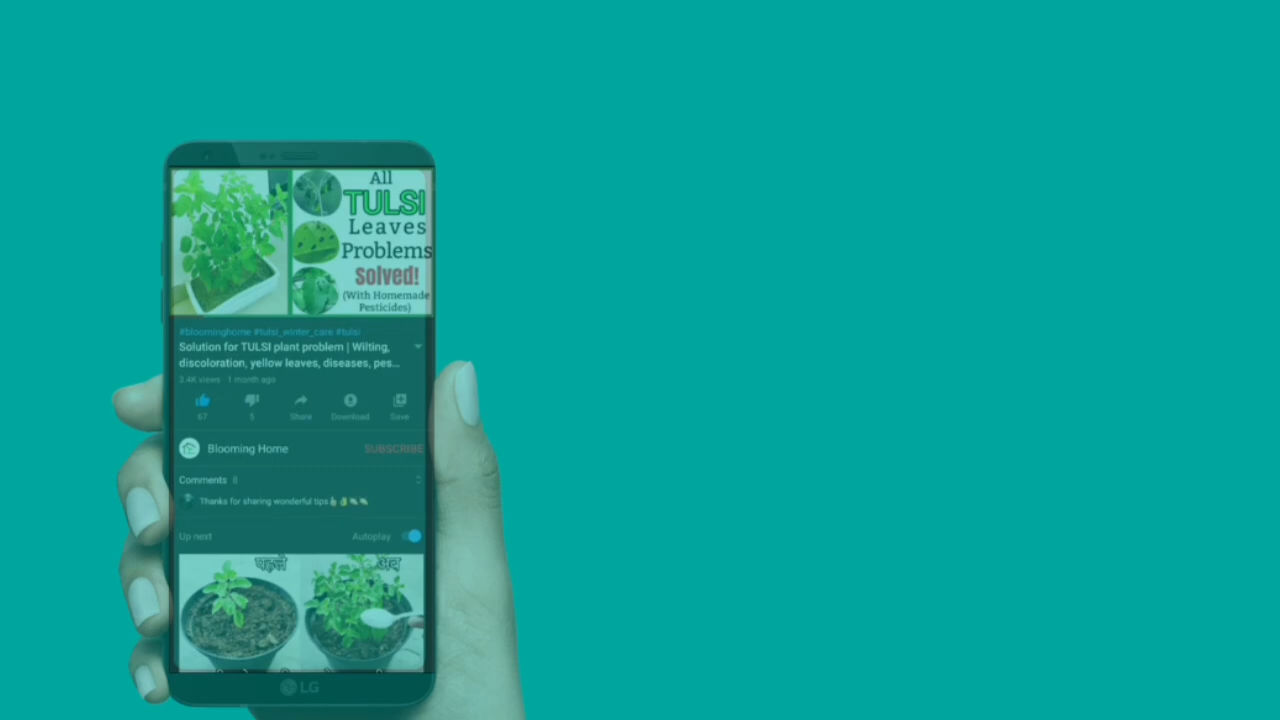 All
TULSI
Leaves
Problems
Solved!
(With Homemade
Pesticides)
#bloominghome #tulsi_winter_care #tulsi
Solution for TULSI plant problem | Wilting,
discoloration, yellow leaves, diseases, pes...
3.4K views · 1 month ago
67 5 Share Download Save
Blooming Home SUBSCRIBE
Comments 8
Thanks for sharing wonderful tips
Up next Autoplay
पहले अब
LG